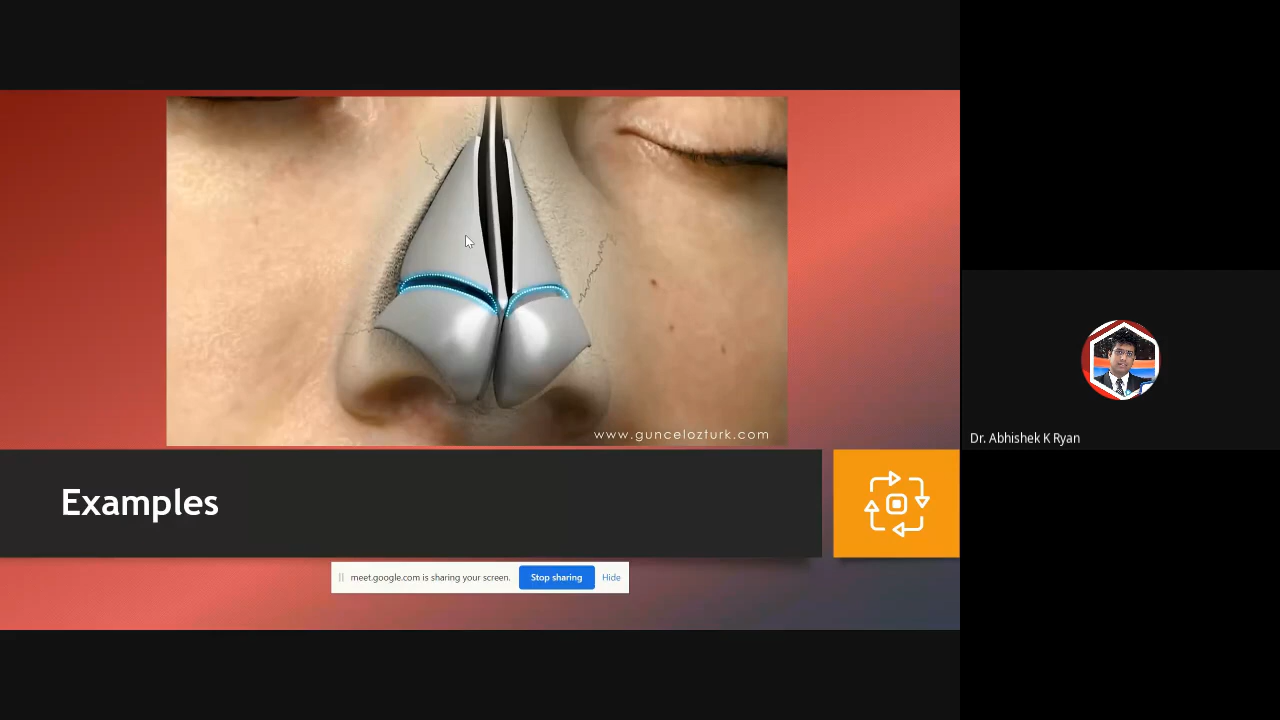 www.guncelozturk.com
Examples
meet.google.com is sharing your screen. Stop sharing Hide
Dr. Abhishek K Ryan